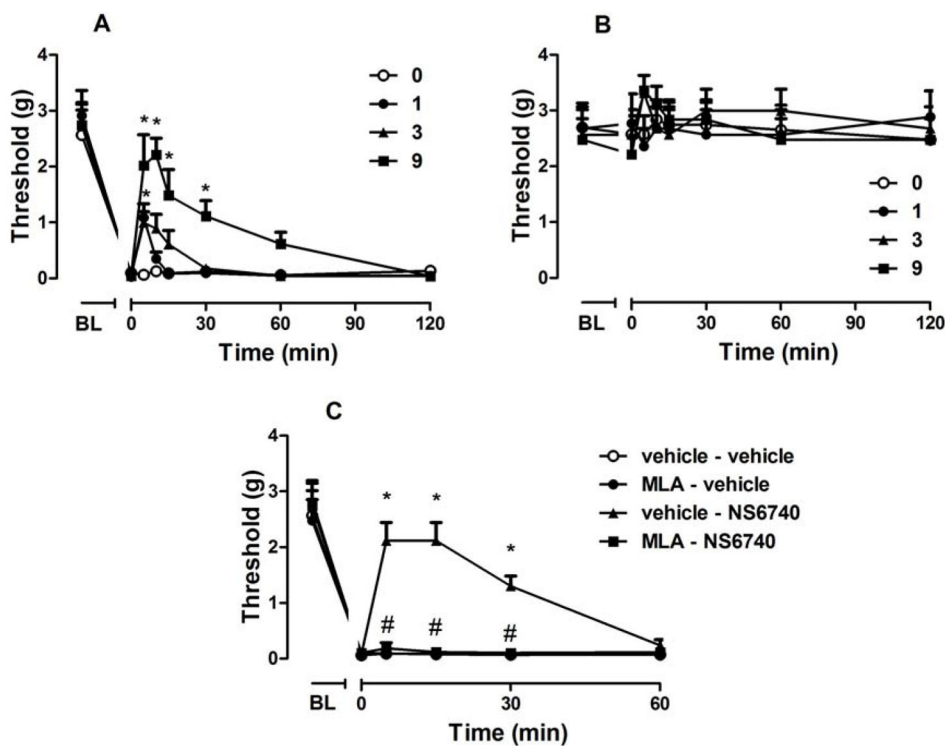 A
Threshold (g)
4
3
2
1
0
0
1
3
9
* *
*
*
*
BL
0 30 60 90 120
Time (min)
B
Threshold (g)
4
3
2
1
0
0
1
3
9
BL
0 30 60 90 120
Time (min)
C
Threshold (g)
4
3
2
1
0
vehicle - vehicle
MLA - vehicle
vehicle - NS6740
MLA - NS6740
* *
*
# # #
BL
0 30 60
Time (min)